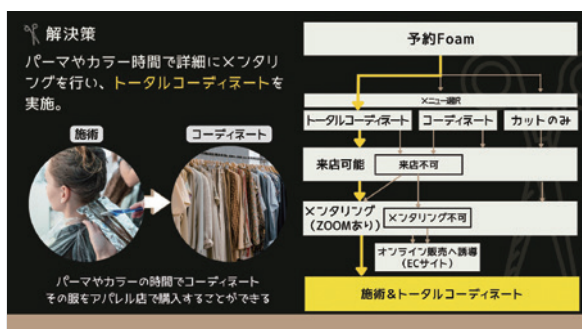 解決策
パーマやカラー時間で詳細にメンタリ
ングを行い、トータルコーディネートを
実施。
施術
コーディネート
パーマやカラーの時間でコーディネート
その服をアパレル店で購入することができる
予約Foam
メニュー選択
トータルコーディネート
コーディネート
カットのみ
来店可能
来店不可
メンタリング
(ZOOMあり)
メンタリング不可
オンライン販売へ誘導
(ECサイト)
施術&トータルコーディネート